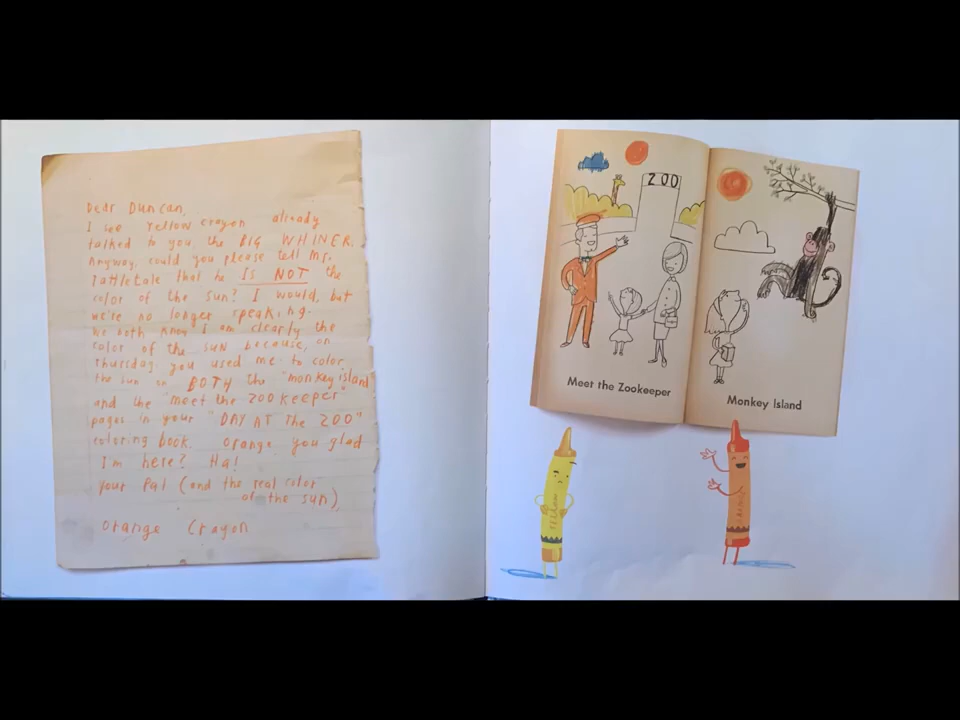 Dear Duncan,
I see Yellow crayon already
talked to you, the BIG WHINER.
Anyway, could you please tell Mr.
Tattletale that he IS NOT the
color of the sun? I would, but
we're no longer speaking.
We both know I am clearly the
color of the sun because, on
Thursday, you used me to color
the sun on BOTH the "monkey island"
and the "meet the zookeeper"
pages in your "DAY AT THE ZOO"
coloring book. Orange you glad
I'm here? Ha!
Your Pal (and the real color
of the sun),
Orange Crayon
ZOO
Meet the Zookeeper
Monkey Island
YELLOW